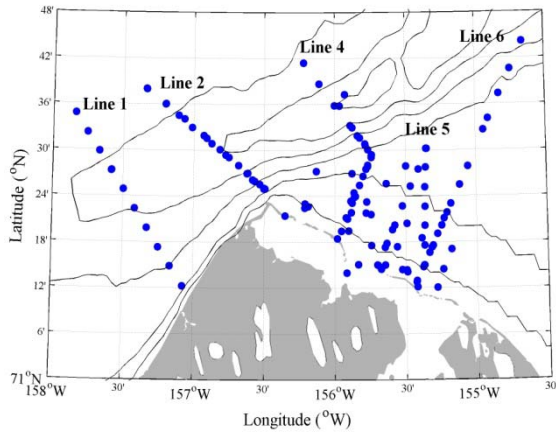 48'
42'
36'
30'
24'
18'
12'
6'
71°N
Latitude (°N)
Line 1
Line 2
Line 4
Line 5
Line 6
158°W
30'
157°W
30'
156°W
30'
155°W
30'
Longitude (°W)